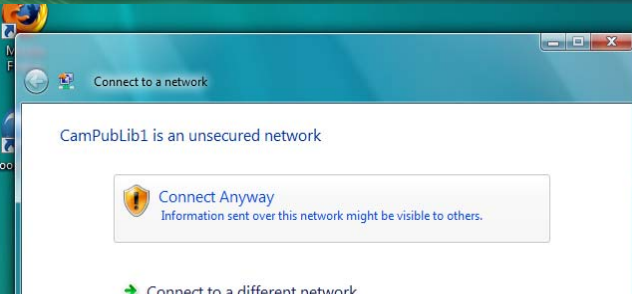 Connect to a network
CamPubLib1 is an unsecured network
Connect Anyway
Information sent over this network might be visible to others.
Connect to a different network